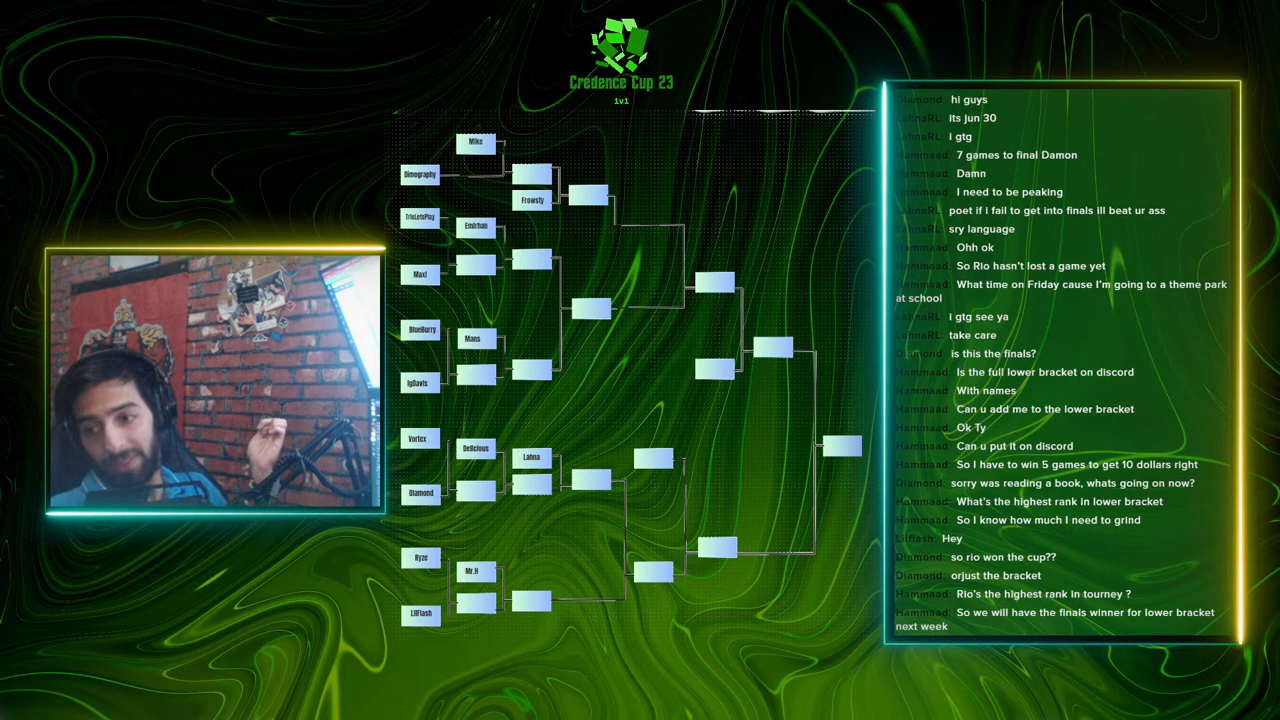 Credence Cup 23
1v1
Mike
Dimography
Frowsty
TrioLetsPlay
Emirhan
Maxi
BlueBurry
Mans
IgDavis
Vortex
Delicious
Lahna
Diamond
Ryze
Mr.H
LilFlash
Diamond: hi guys
LahnaRL: its jun 30
LahnaRL: i gtg
Hammaad: 7 games to final Damon
Hammaad: Damn
Hammaad: I need to be peaking
LahnaRL: poet if i fail to get into finals ill beat ur ass
LahnaRL: sry language
Hammaad: Ohh ok
Hammaad: So Rio hasn't lost a game yet
Hammaad: What time on Friday cause I'm going to a theme park
at school
LahnaRL: i gtg see ya
LahnaRL: take care
Diamond: is this the finals?
Hammaad: Is the full lower bracket on discord
Hammaad: With names
Hammaad: Can u add me to the lower bracket
Hammaad: Ok Ty
Hammaad: Can u put it on discord
Hammaad: So I have to win 5 games to get 10 dollars right
Diamond: sorry was reading a book, whats going on now?
Hammaad: What's the highest rank in lower bracket
Hammaad: So I know how much I need to grind
Lilflash: Hey
Diamond: so rio won the cup??
Diamond: orjust the bracket
Hammaad: Rio's the highest rank in tourney ?
Hammaad: So we will have the finals winner for lower bracket
next week